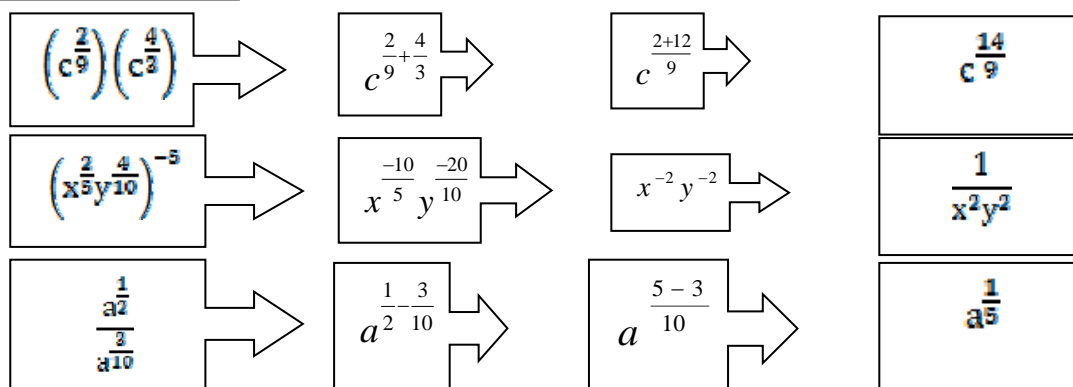 (c^{2/9})(c^{4/3}) c^{2/9+4/3} c^{(2+12)/9} c^{14/9}
(x^{2/5}y^{4/10})^{-5} x^{-10/5} y^{-20/10} x^{-2} y^{-2} 1/(x^2y^2)
a^{1/2}/a^{3/10} a^{1/2-3/10} a^{(5-3)/10} a^{1/5}